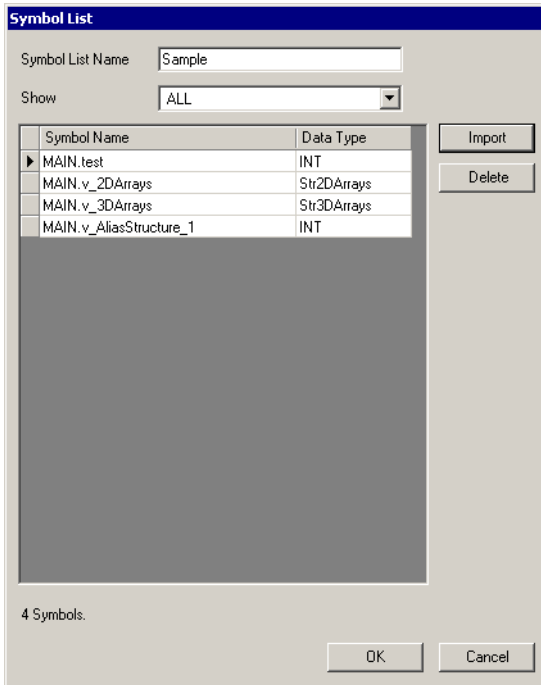 Symbol List
Symbol List Name Sample
Show ALL
Symbol Name Data Type Import
MAIN.test INT
MAIN.v_2DArrays Str2DArrays Delete
MAIN.v_3DArrays Str3DArrays
MAIN.v_AliasStructure_1 INT
4 Symbols.
OK Cancel